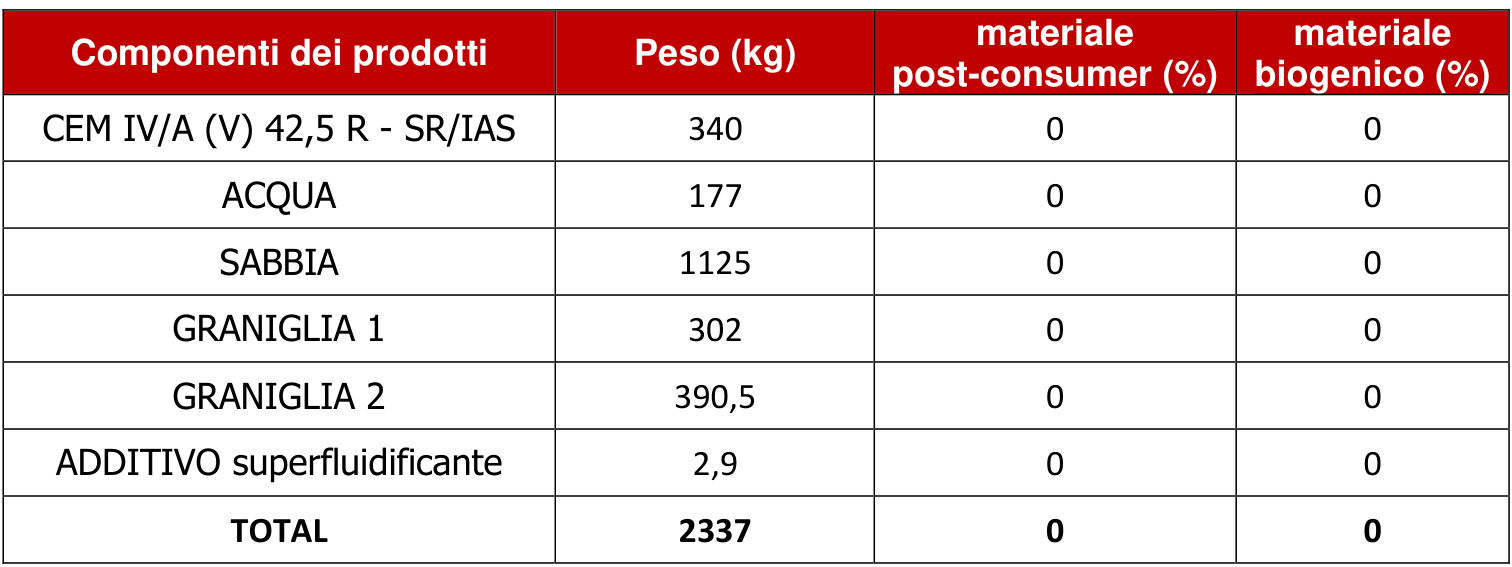 Componenti dei prodotti Peso (kg) materiale post-consumer (%) materiale biogenico (%)
CEM IV/A (V) 42,5 R - SR/IAS 340 0 0
ACQUA 177 0 0
SABBIA 1125 0 0
GRANIGLIA 1 302 0 0
GRANIGLIA 2 390,5 0 0
ADDITIVO superfluidificante 2,9 0 0
TOTAL 2337 0 0